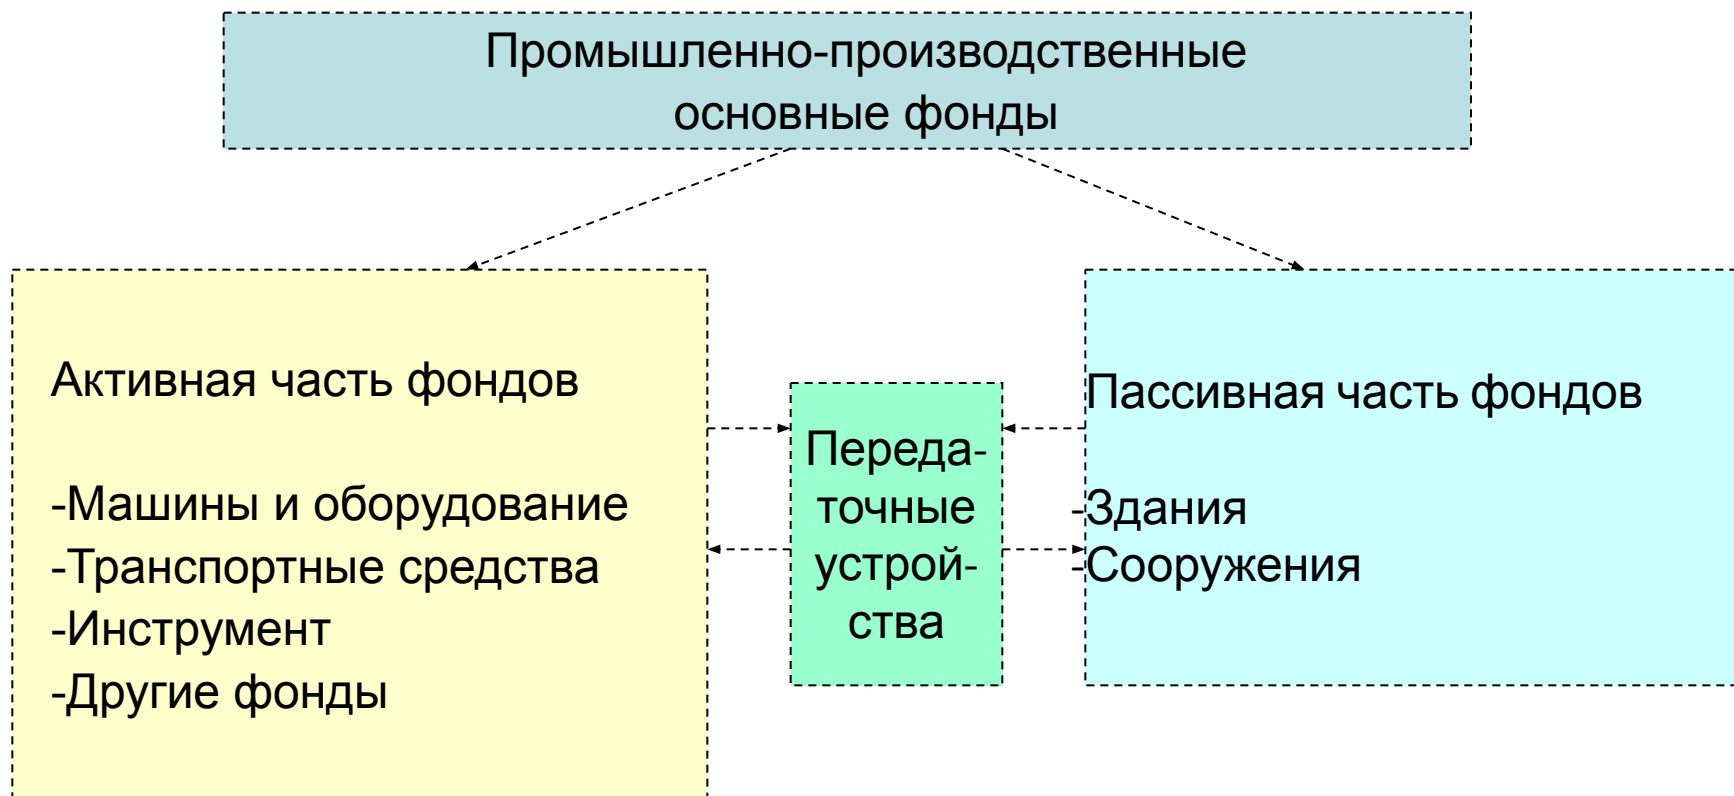 Промышленно-производственные
основные фонды
Активная часть фондов
-Машины и оборудование
-Транспортные средства
-Инструмент
-Другие фонды
Переда-
точные
устрой-
ства
Пассивная часть фондов
-Здания
-Сооружения